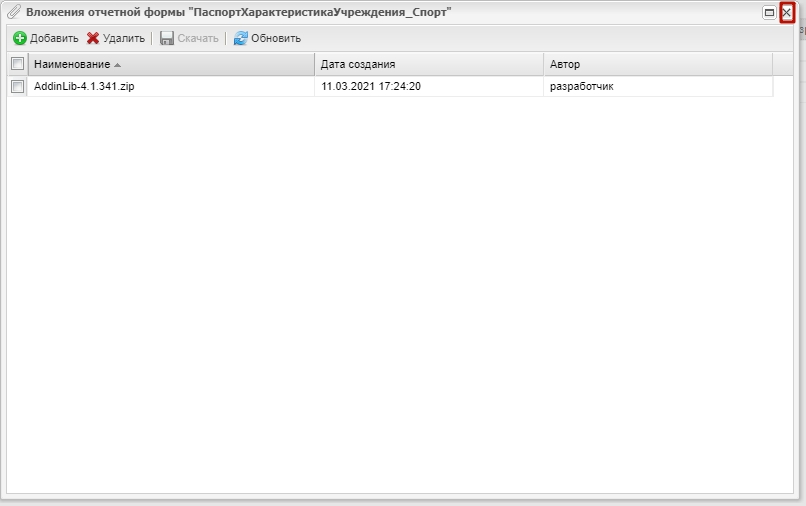 Вложения отчетной формы "ПаспортХарактеристикаУчреждения_Спорт"
Добавить Удалить Скачать Обновить
Наименование Дата создания Автор
AddinLib-4.1.341.zip 11.03.2021 17:24:20 разработчик